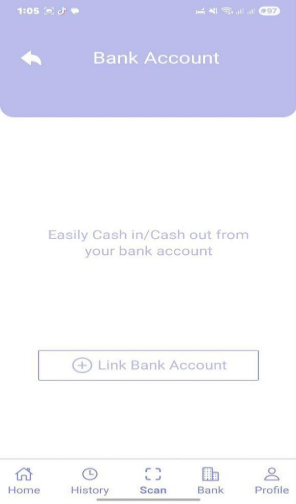 1:05
97
Bank Account
Easily Cash in/Cash out from
your bank account
Link Bank Account
Home History Scan Bank Profile